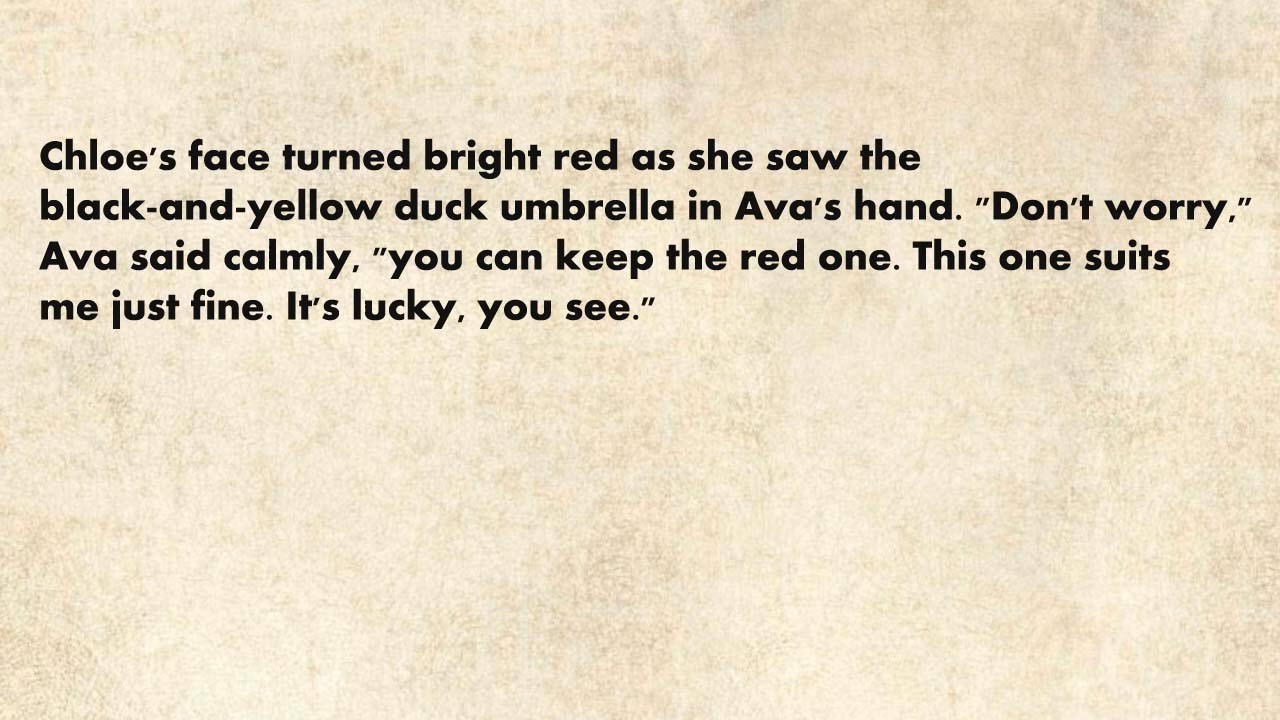 Chloe's face turned bright red as she saw the
black-and-yellow duck umbrella in Ava's hand. "Don't worry,"
Ava said calmly, "you can keep the red one. This one suits
me just fine. It's lucky, you see."